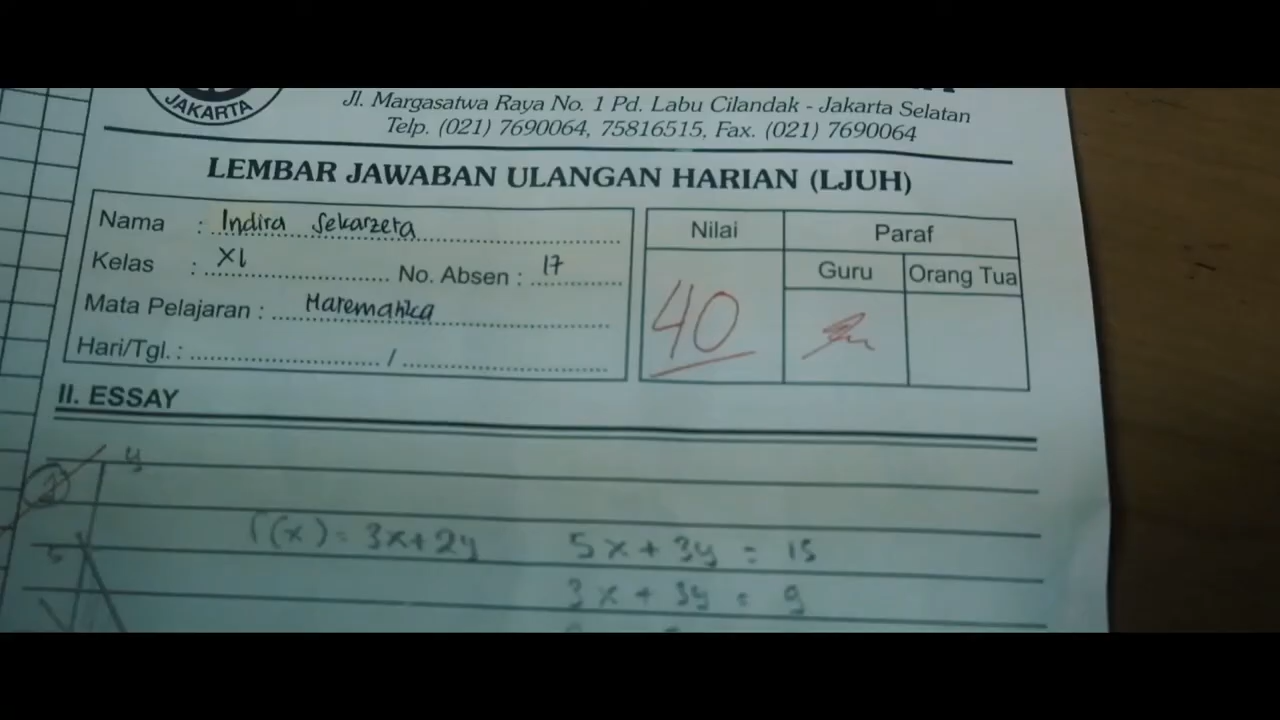 JAKARTA
Jl. Margasatwa Raya No. 1 Pd. Labu Cilandak - Jakarta Selatan
Telp. (021) 7690064, 75816515, Fax. (021) 7690064
LEMBAR JAWABAN ULANGAN HARIAN (LJUH)
Nama : Indira Sekarzeta
Kelas : XI No. Absen : 17
Mata Pelajaran : Matematika
Hari/Tgl. : /
Nilai Paraf
Guru Orang Tua
40
II. ESSAY
y
5
f(x) = 3x+2y 5x + 3y = 15
3x + 3y = 9